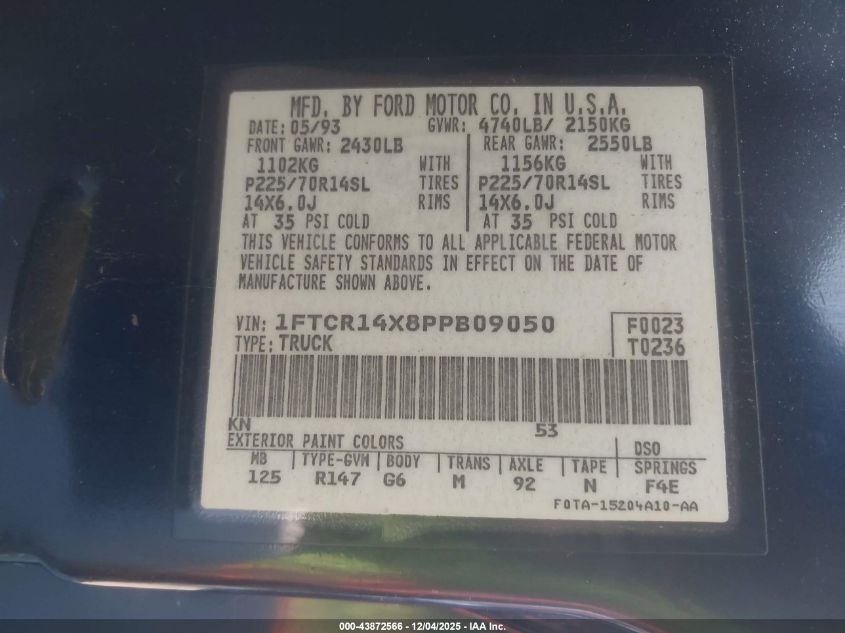 MFD. BY FORD MOTOR CO. IN U.S.A.
DATE: 05/93 GVWR: 4740LB/ 2150KG
FRONT GAWR: 2430LB REAR GAWR: 2550LB
1102KG WITH 1156KG WITH
P225/70R14SL TIRES P225/70R14SL TIRES
14X6.0J RIMS 14X6.0J RIMS
AT 35 PSI COLD AT 35 PSI COLD
THIS VEHICLE CONFORMS TO ALL APPLICABLE FEDERAL MOTOR
VEHICLE SAFETY STANDARDS IN EFFECT ON THE DATE OF
MANUFACTURE SHOWN ABOVE.
VIN: 1FTCR14X8PPB09050 F0023
TYPE: TRUCK T0236
KN 53
EXTERIOR PAINT COLORS DSO
MB TYPE-GVM BODY TRANS AXLE TAPE SPRINGS
125 R147 G6 M 92 N F4E
F0TA-15204A10-AA
000-43872566 • 12/04/2025 • IAA Inc.